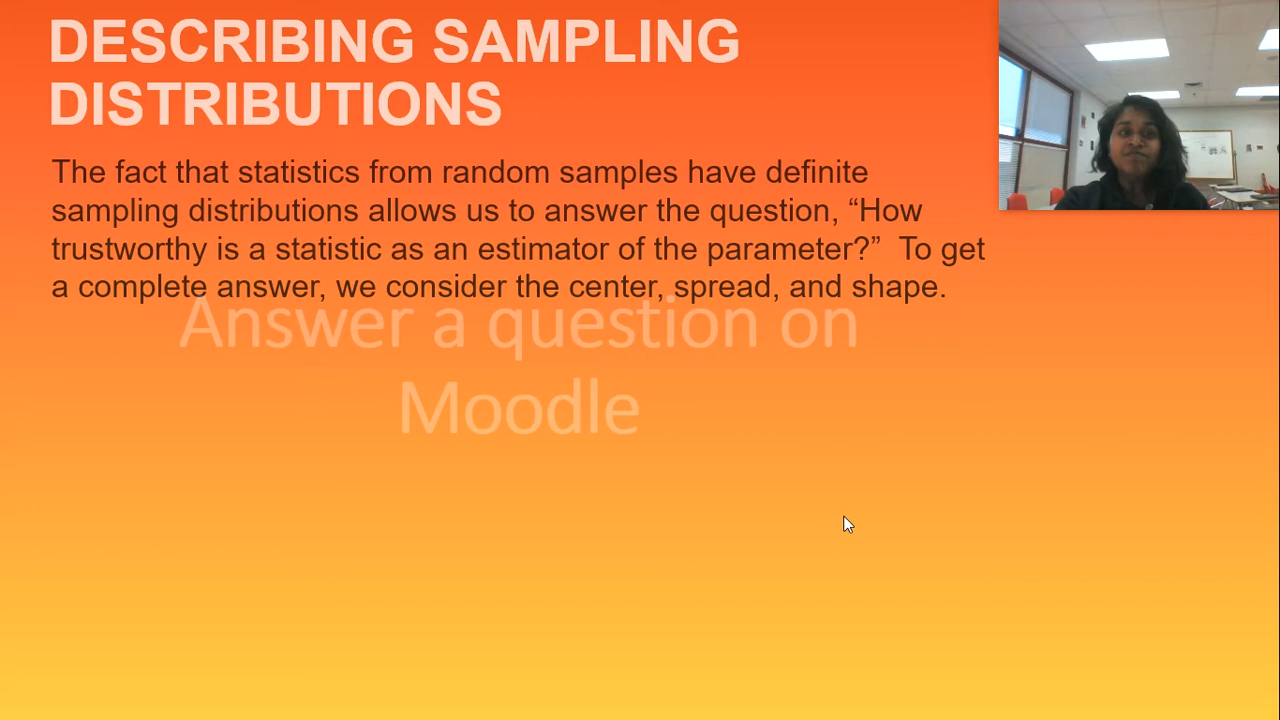 DESCRIBING SAMPLING
DISTRIBUTIONS
The fact that statistics from random samples have definite
sampling distributions allows us to answer the question, “How
trustworthy is a statistic as an estimator of the parameter?”  To get
a complete answer, we consider the center, spread, and shape.
Answer a question on
Moodle